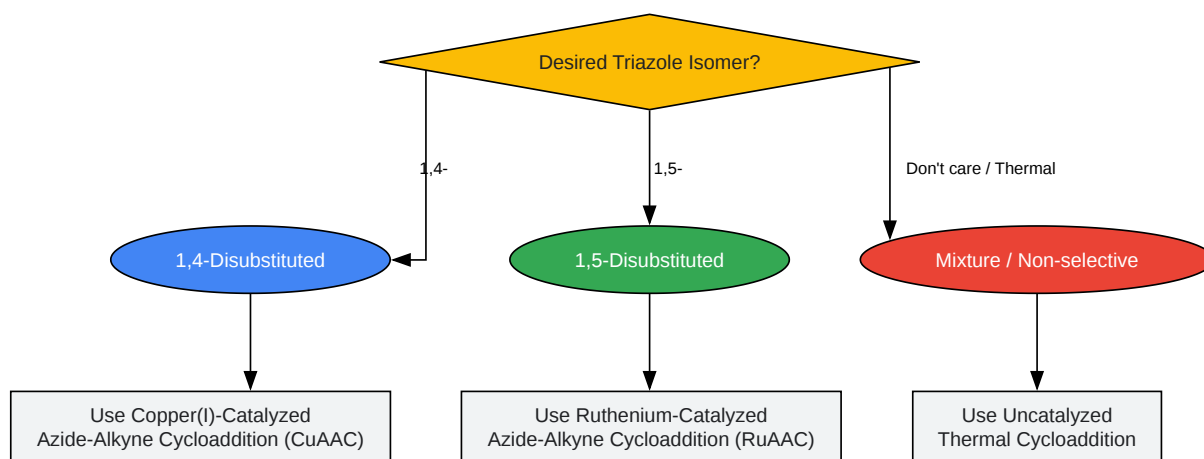 Desired Triazole Isomer?
1,4-
1,5-
Don't care / Thermal
1,4-Disubstituted
1,5-Disubstituted
Mixture / Non-selective
Use Copper(I)-Catalyzed
Azide-Alkyne Cycloaddition (CuAAC)
Use Ruthenium-Catalyzed
Azide-Alkyne Cycloaddition (RuAAC)
Use Uncatalyzed
Thermal Cycloaddition